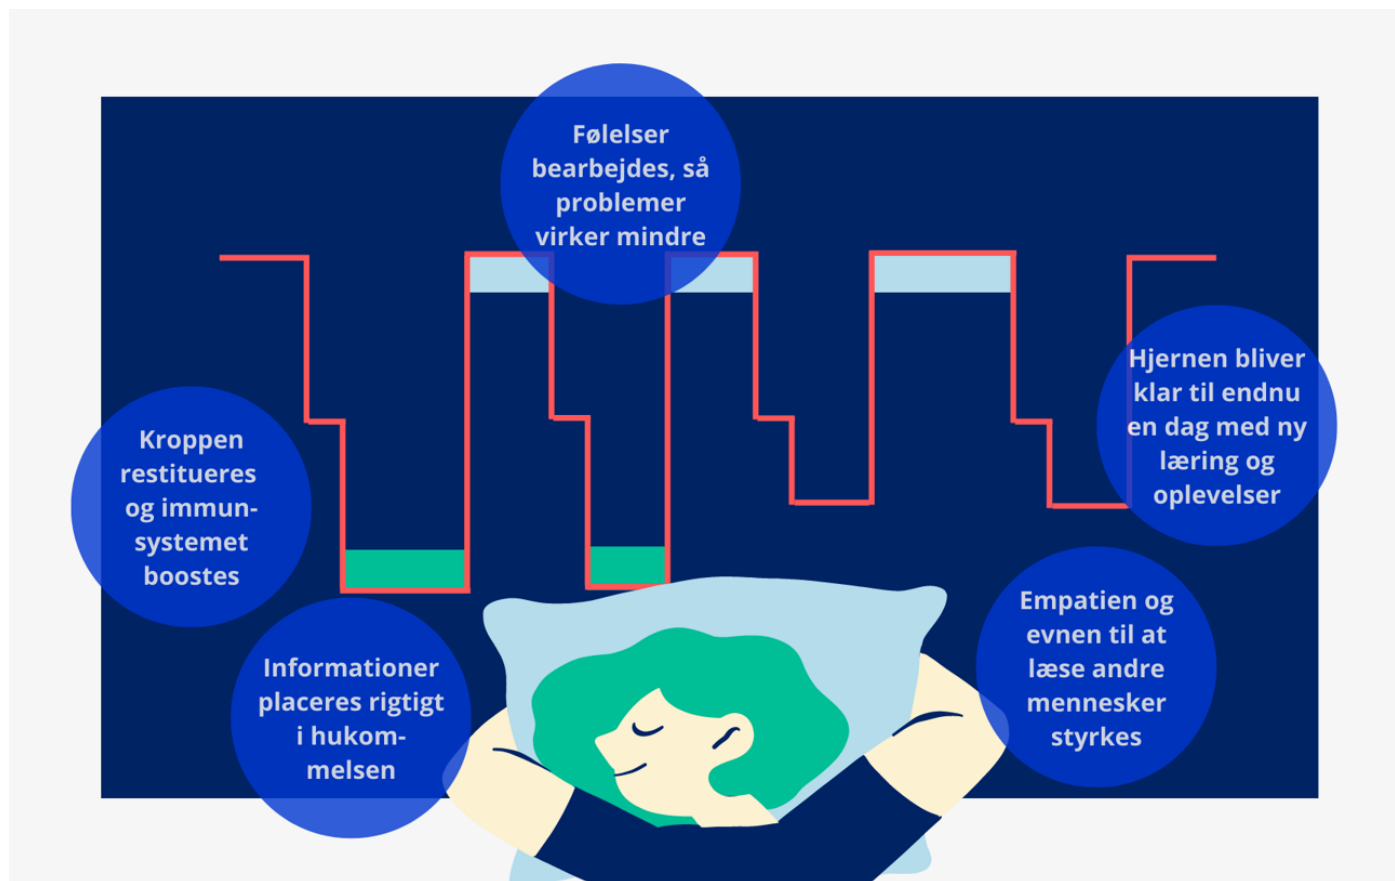 Følelser
bearbejdes, så
problemer
virker mindre
Hjernen bliver
klar til endnu
en dag med ny
læring og
oplevelser
Kroppen
restitueres
og immun-
systemet
boostes
Empatien og
evnen til at
læse andre
mennesker
styrkes
Informationer
placeres rigtigt
i hukom-
melsen